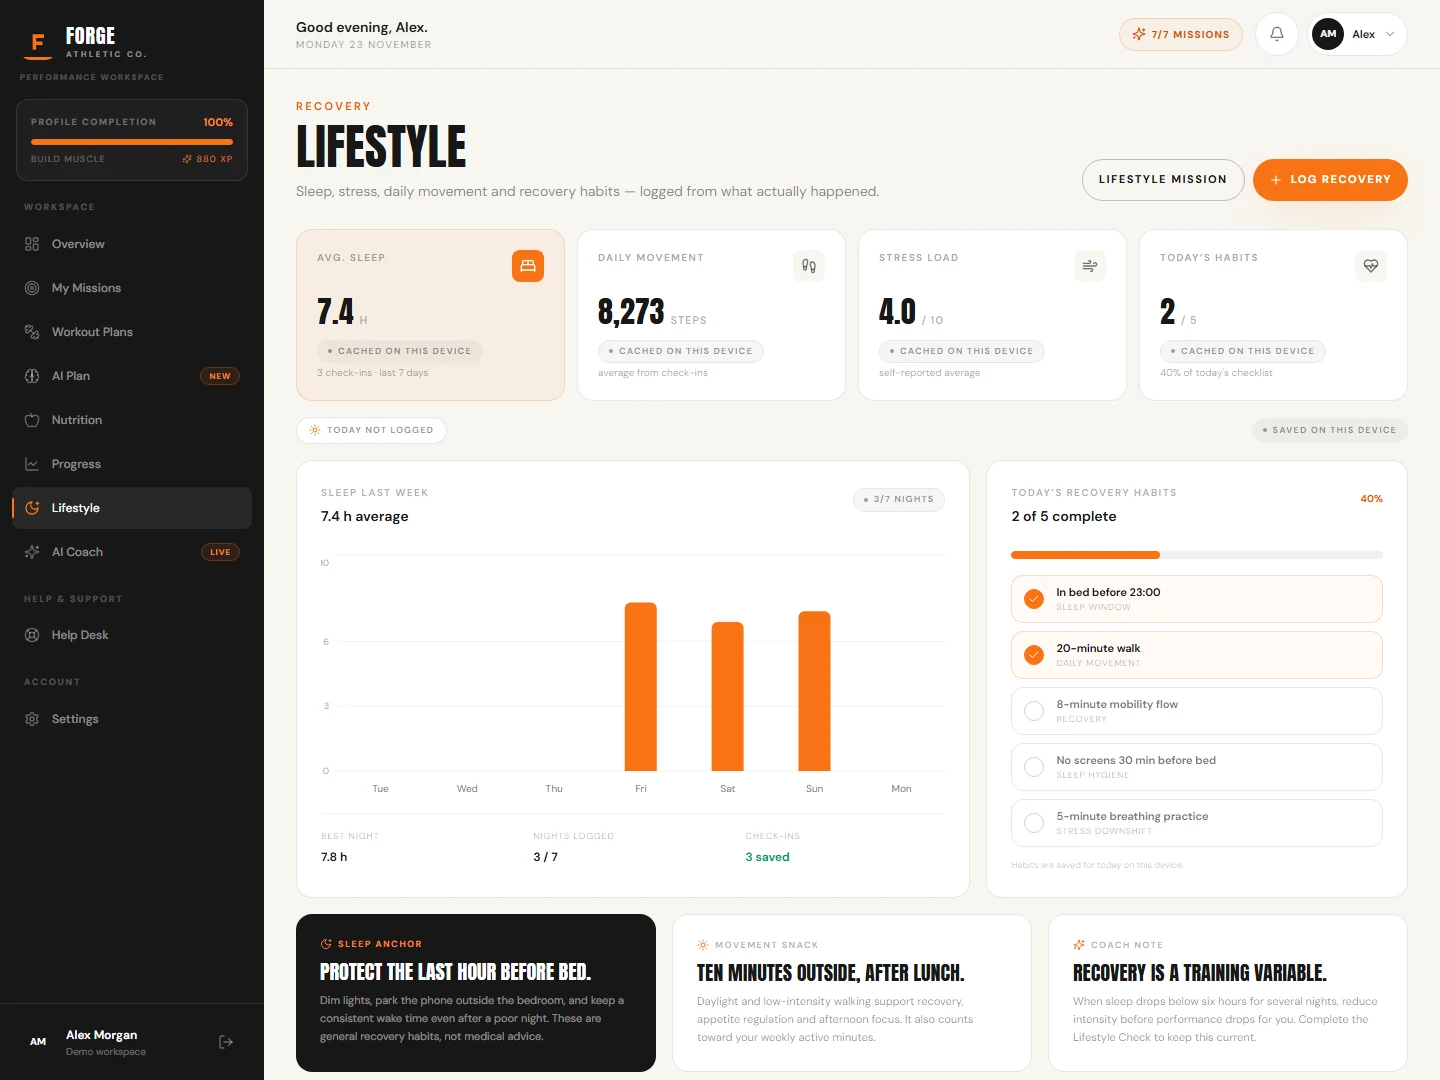 F
FORGE
ATHLETIC CO.
PERFORMANCE WORKSPACE
PROFILE COMPLETION 100%
BUILD MUSCLE 880 XP
WORKSPACE
Overview
My Missions
Workout Plans
AI Plan NEW
Nutrition
Progress
Lifestyle
AI Coach LIVE
HELP & SUPPORT
Help Desk
ACCOUNT
Settings
AM Alex Morgan
Demo workspace
Good evening, Alex.
MONDAY 23 NOVEMBER
7/7 MISSIONS
AM Alex
RECOVERY
LIFESTYLE
Sleep, stress, daily movement and recovery habits — logged from what actually happened.
LIFESTYLE MISSION
+ LOG RECOVERY
AVG. SLEEP
7.4 H
CACHED ON THIS DEVICE
3 check-ins · last 7 days
DAILY MOVEMENT
8,273 STEPS
CACHED ON THIS DEVICE
average from check-ins
STRESS LOAD
4.0 / 10
CACHED ON THIS DEVICE
self-reported average
TODAY'S HABITS
2 / 5
CACHED ON THIS DEVICE
40% of today's checklist
TODAY NOT LOGGED
SAVED ON THIS DEVICE
SLEEP LAST WEEK
7.4 h average
3/7 NIGHTS
10
6
3
0
Tue Wed Thu Fri Sat Sun Mon
BEST NIGHT NIGHTS LOGGED CHECK-INS
7.8 h 3 / 7 3 saved
TODAY'S RECOVERY HABITS
40%
2 of 5 complete
In bed before 23:00
SLEEP WINDOW
20-minute walk
DAILY MOVEMENT
8-minute mobility flow
RECOVERY
No screens 30 min before bed
SLEEP HYGIENE
5-minute breathing practice
STRESS DOWNSHIFT
Habits are saved for today on this device.
SLEEP ANCHOR
PROTECT THE LAST HOUR BEFORE BED.
Dim lights, park the phone outside the bedroom, and keep a
consistent wake time even after a poor night. These are
general recovery habits, not medical advice.
MOVEMENT SNACK
TEN MINUTES OUTSIDE, AFTER LUNCH.
Daylight and low-intensity walking support recovery,
appetite regulation and afternoon focus. It also counts
toward your weekly active minutes.
COACH NOTE
RECOVERY IS A TRAINING VARIABLE.
When sleep drops below six hours for several nights, reduce
intensity before performance drops for you. Complete the
Lifestyle Check to keep this current.